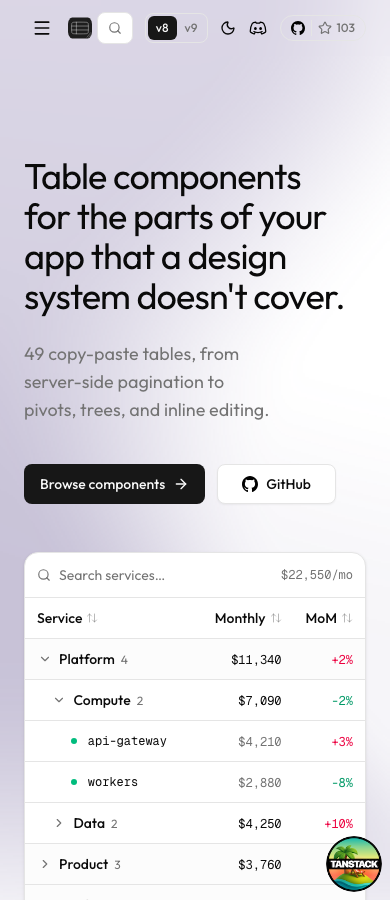 v8 v9 103
Table components
for the parts of your
app that a design
system doesn't cover.
49 copy-paste tables, from
server-side pagination to
pivots, trees, and inline editing.
Browse components GitHub
Search services... $22,550/mo
Service Monthly MoM
Platform 4 $11,340 +2%
Compute 2 $7,090 -2%
api-gateway $4,210 +3%
workers $2,880 -8%
Data 2 $4,250 +10%
Product 3 $3,760
TANSTACK